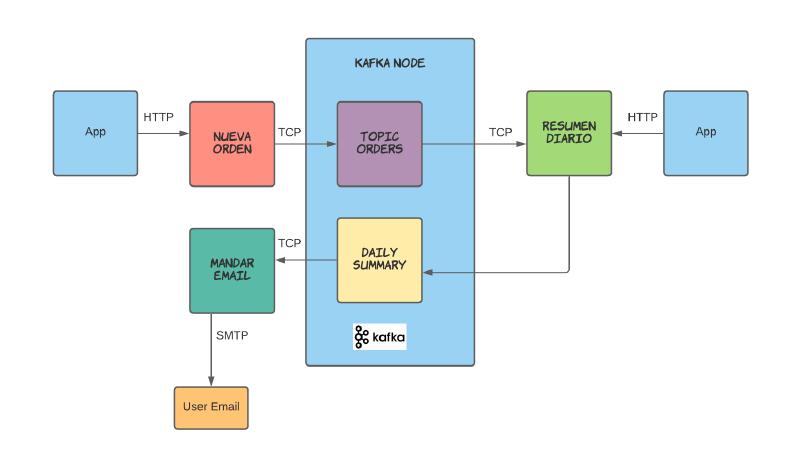 KAFKA NODE
App
HTTP
NUEVA
ORDEN
TCP
TOPIC
ORDERS
TCP
RESUMEN
DIARIO
HTTP
App
MANDAR
EMAIL
TCP
DAILY
SUMMARY
kafka
SMTP
User Email